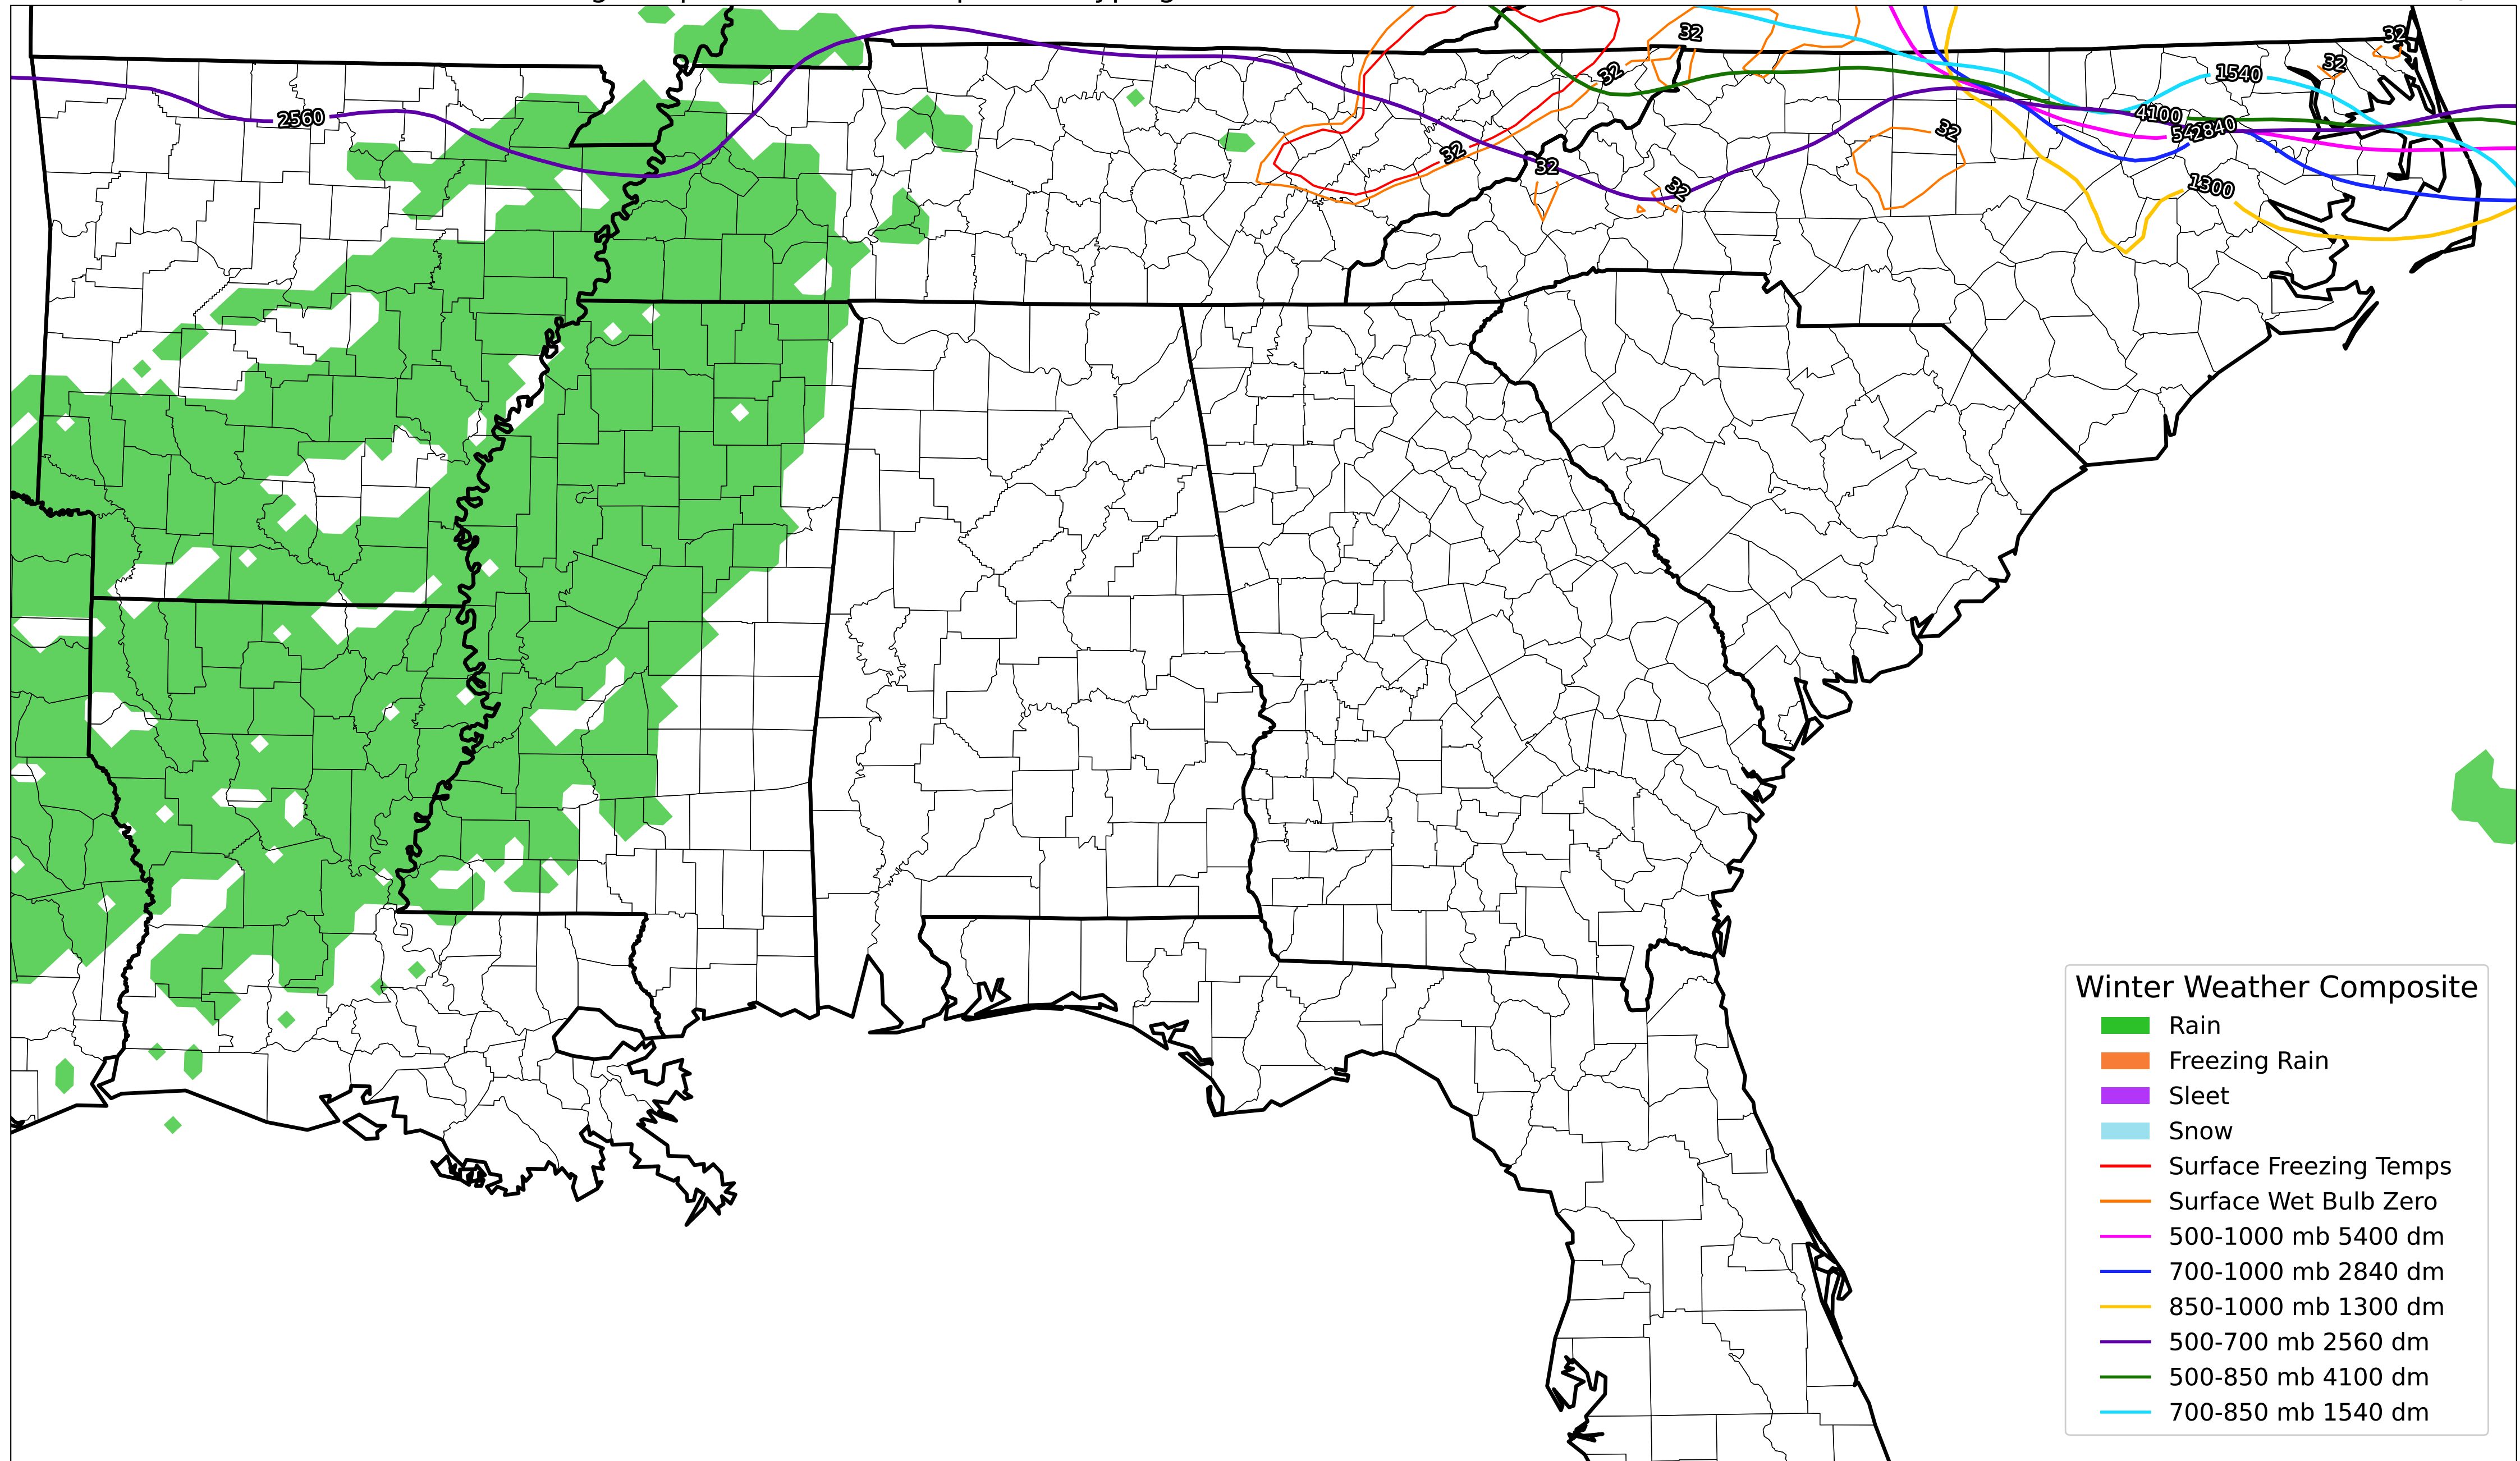 32
32
32
1540
32
2560
4100
2840
32
32
32
32
1300
Winter Weather Composite
Rain
Freezing Rain
Sleet
Snow
Surface Freezing Temps
Surface Wet Bulb Zero
500-1000 mb 5400 dm
700-1000 mb 2840 dm
850-1000 mb 1300 dm
500-700 mb 2560 dm
500-850 mb 4100 dm
700-850 mb 1540 dm